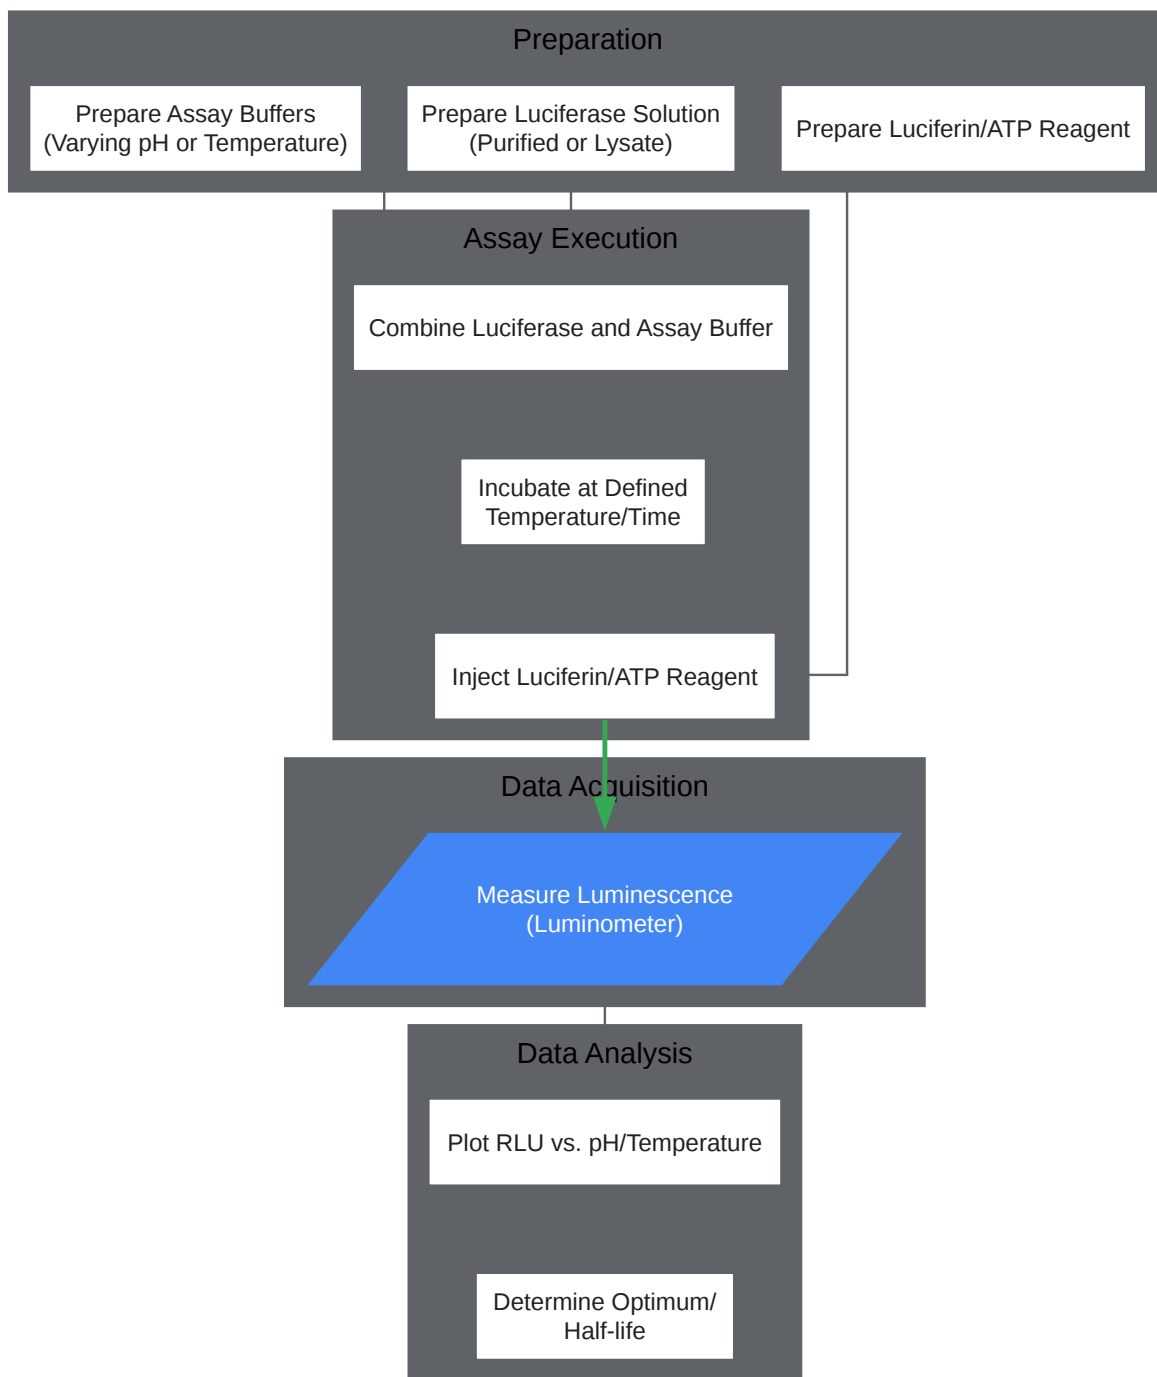 Preparation
Prepare Assay Buffers
(Varying pH or Temperature)
Prepare Luciferase Solution
(Purified or Lysate)
Prepare Luciferin/ATP Reagent
Assay Execution
Combine Luciferase and Assay Buffer
Incubate at Defined
Temperature/Time
Inject Luciferin/ATP Reagent
Data Acquisition
Measure Luminescence
(Luminometer)
Data Analysis
Plot RLU vs. pH/Temperature
Determine Optimum/
Half-life